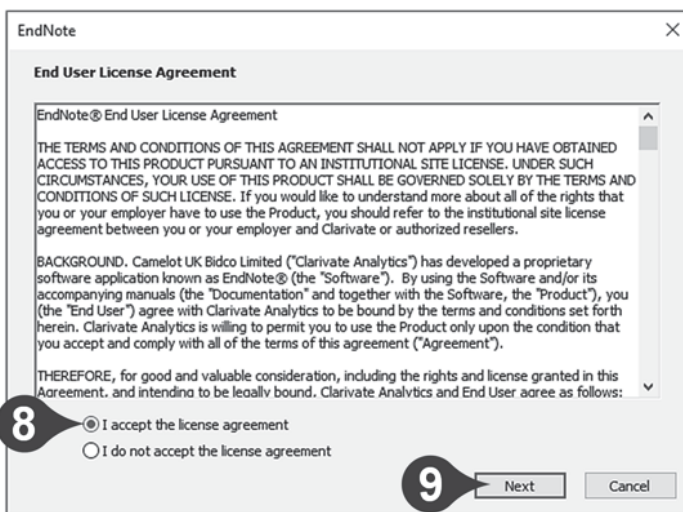 EndNote
End User License Agreement
EndNote® End User License Agreement
THE TERMS AND CONDITIONS OF THIS AGREEMENT SHALL NOT APPLY IF YOU HAVE OBTAINED
ACCESS TO THIS PRODUCT PURSUANT TO AN INSTITUTIONAL SITE LICENSE. UNDER SUCH
CIRCUMSTANCES, YOUR USE OF THIS PRODUCT SHALL BE GOVERNED SOLELY BY THE TERMS AND
CONDITIONS OF SUCH LICENSE. If you would like to understand more about all of the rights that
you or your employer have to use the Product, you should refer to the institutional site license
agreement between you or your employer and Clarivate or authorized resellers.
BACKGROUND. Camelot UK Bidco Limited ("Clarivate Analytics") has developed a proprietary
software application known as EndNote® (the "Software"). By using the Software and/or its
accompanying manuals (the "Documentation" and together with the Software, the "Product"), you
(the "End User") agree with Clarivate Analytics to be bound by the terms and conditions set forth
herein. Clarivate Analytics is willing to permit you to use the Product only upon the condition that
you accept and comply with all of the terms of this agreement ("Agreement").
THEREFORE, for good and valuable consideration, including the rights and license granted in this
Agreement, and intending to be legally bound, Clarivate Analytics and End User agree as follows:
8 I accept the license agreement
I do not accept the license agreement
9 Next Cancel